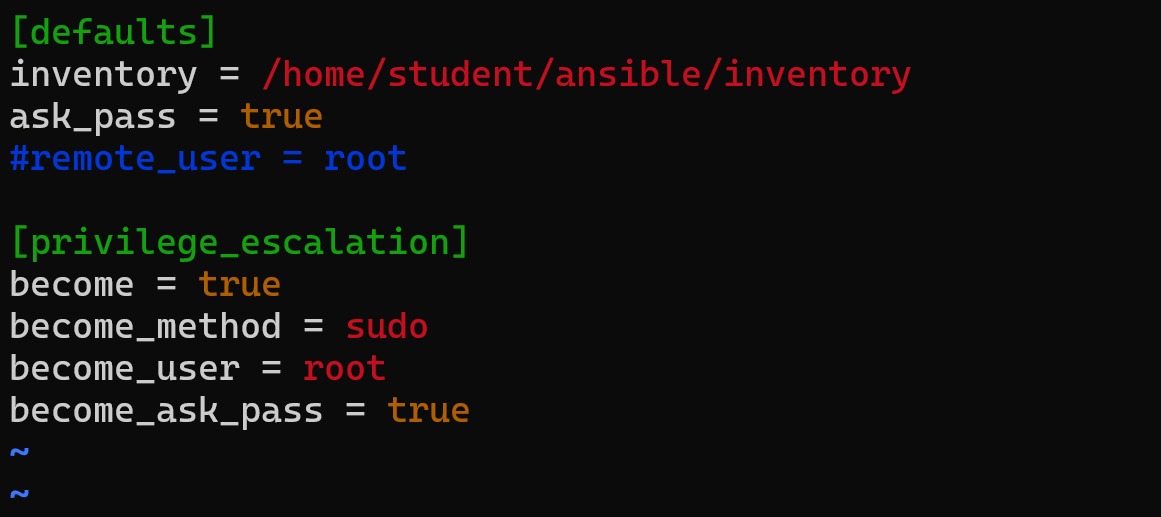 [defaults]
inventory = /home/student/ansible/inventory
ask_pass = true
#remote_user = root
[privilege_escalation]
become = true
become_method = sudo
become_user = root
become_ask_pass = true
~
~